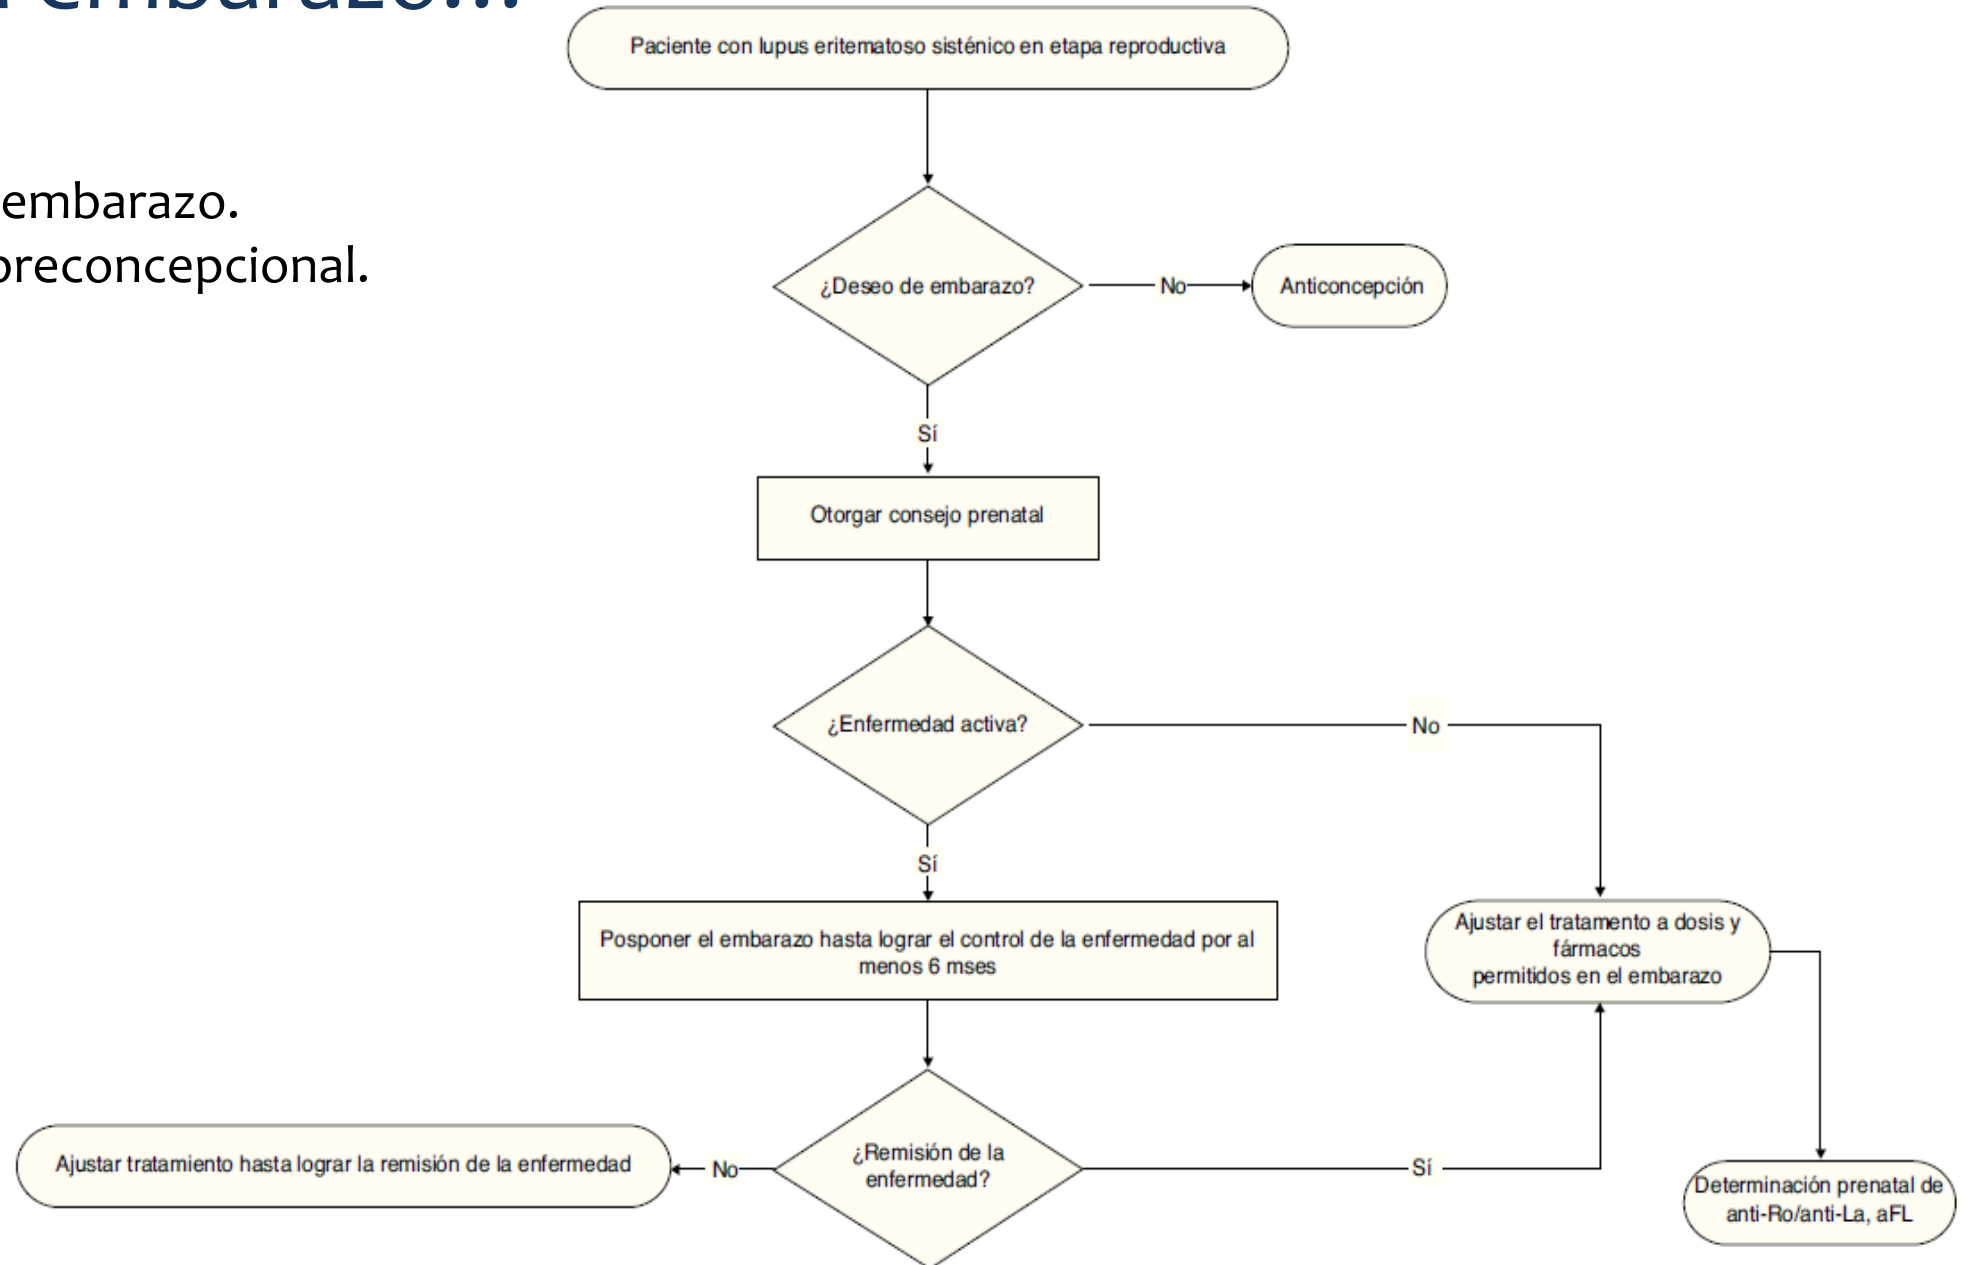 embarazo...
Paciente con lupus eritematoso sisténico en etapa reproductiva
embarazo.
preconcepcional.
¿Deseo de embarazo?
No
Anticoncepción
Sí
Otorgar consejo prenatal
¿Enfermedad activa?
No
Sí
Posponer el embarazo hasta lograr el control de la enfermedad por al
menos 6 mses
Ajustar el tratamento a dosis y
fármacos
permitidos en el embarazo
¿Remisión de la
enfermedad?
No
Ajustar tratamiento hasta lograr la remisión de la enfermedad
Sí
Determinación prenatal de
anti-Ro/anti-La, aFL